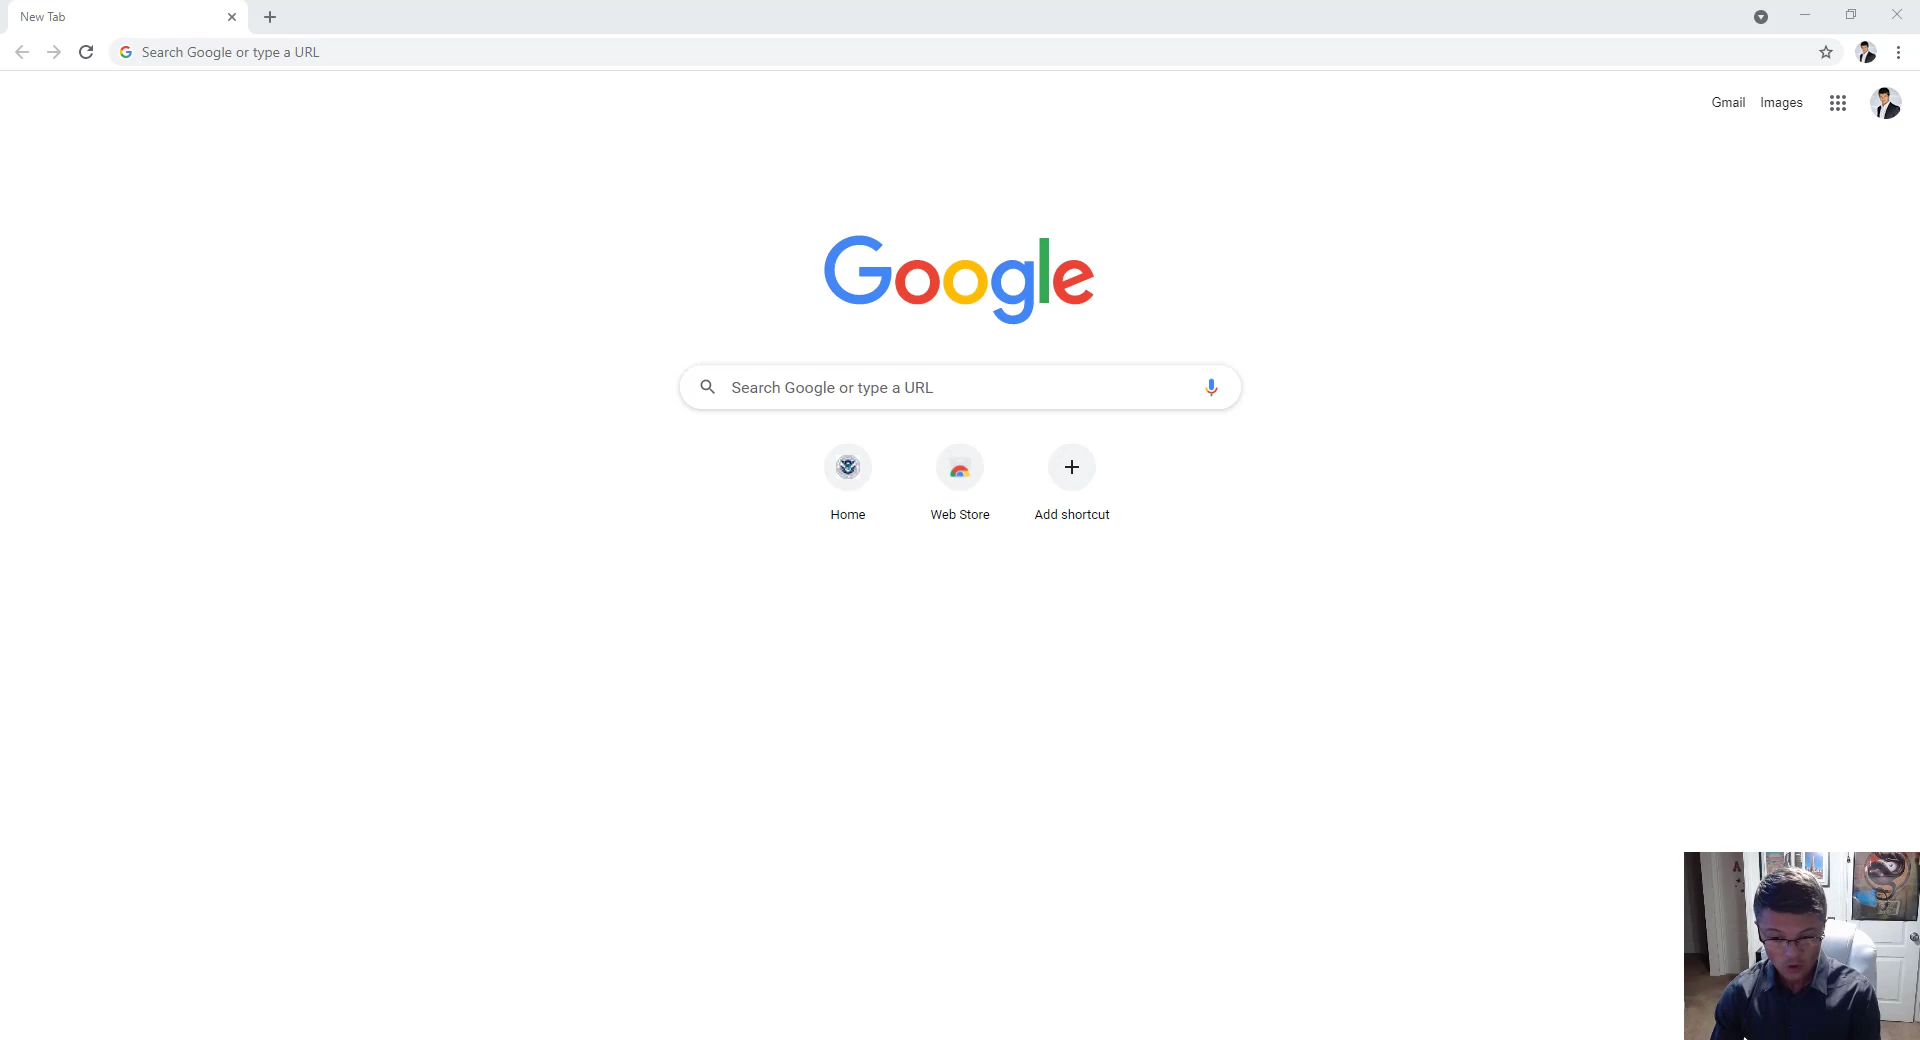 New Tab
Search Google or type a URL
Gmail Images
Google
Search Google or type a URL
Home Web Store Add shortcut